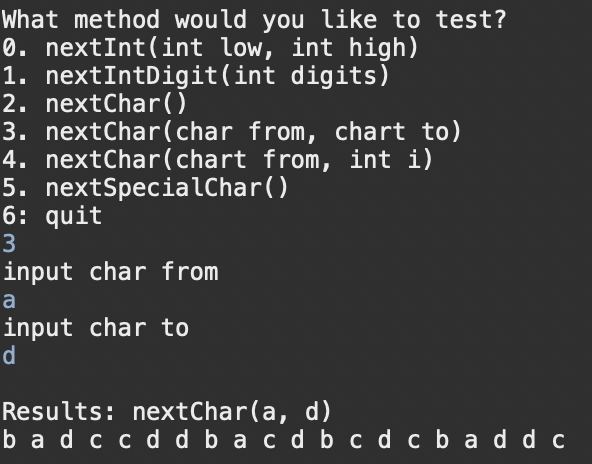 What method would you like to test?
0. nextInt(int low, int high)
1. nextIntDigit(int digits)
2. nextChar()
3. nextChar(char from, chart to)
4. nextChar(chart from, int i)
5. nextSpecialChar()
6: quit
3
input char from
a
input char to
d
Results: nextChar(a, d)
b a d c c d d b a c d b c d c b a d d c